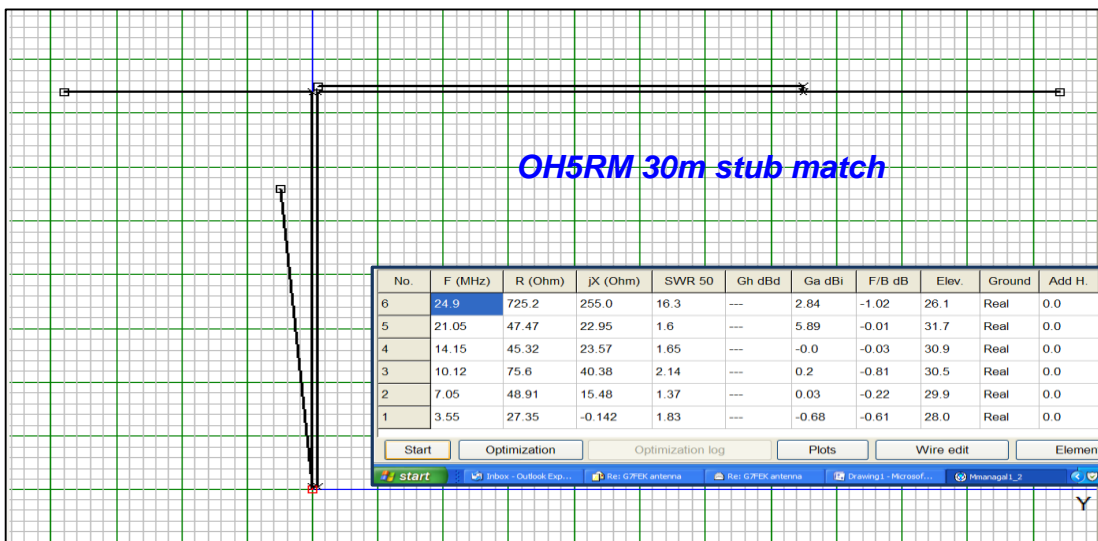 OH5RM 30m stub match
No. F (MHz) R (Ohm) jX (Ohm) SWR 50 Gh dBd Ga dBi F/B dB Elev. Ground Add H.
6 24.9 725.2 255.0 16.3 --- 2.84 -1.02 26.1 Real 0.0
5 21.05 47.47 22.95 1.6 --- 5.89 -0.01 31.7 Real 0.0
4 14.15 45.32 23.57 1.65 --- -0.0 -0.03 30.9 Real 0.0
3 10.12 75.6 40.38 2.14 --- 0.2 -0.81 30.5 Real 0.0
2 7.05 48.91 15.48 1.37 --- 0.03 -0.22 29.9 Real 0.0
1 3.55 27.35 -0.142 1.83 --- -0.68 -0.61 28.0 Real 0.0
Start Optimization Optimization log Plots Wire edit Elemen
start Inbox - Outlook Exp... Re: G7FEK antenna Re: G7FEK antenna Drawing1 - Microsof... Mmanagal1_2
Y